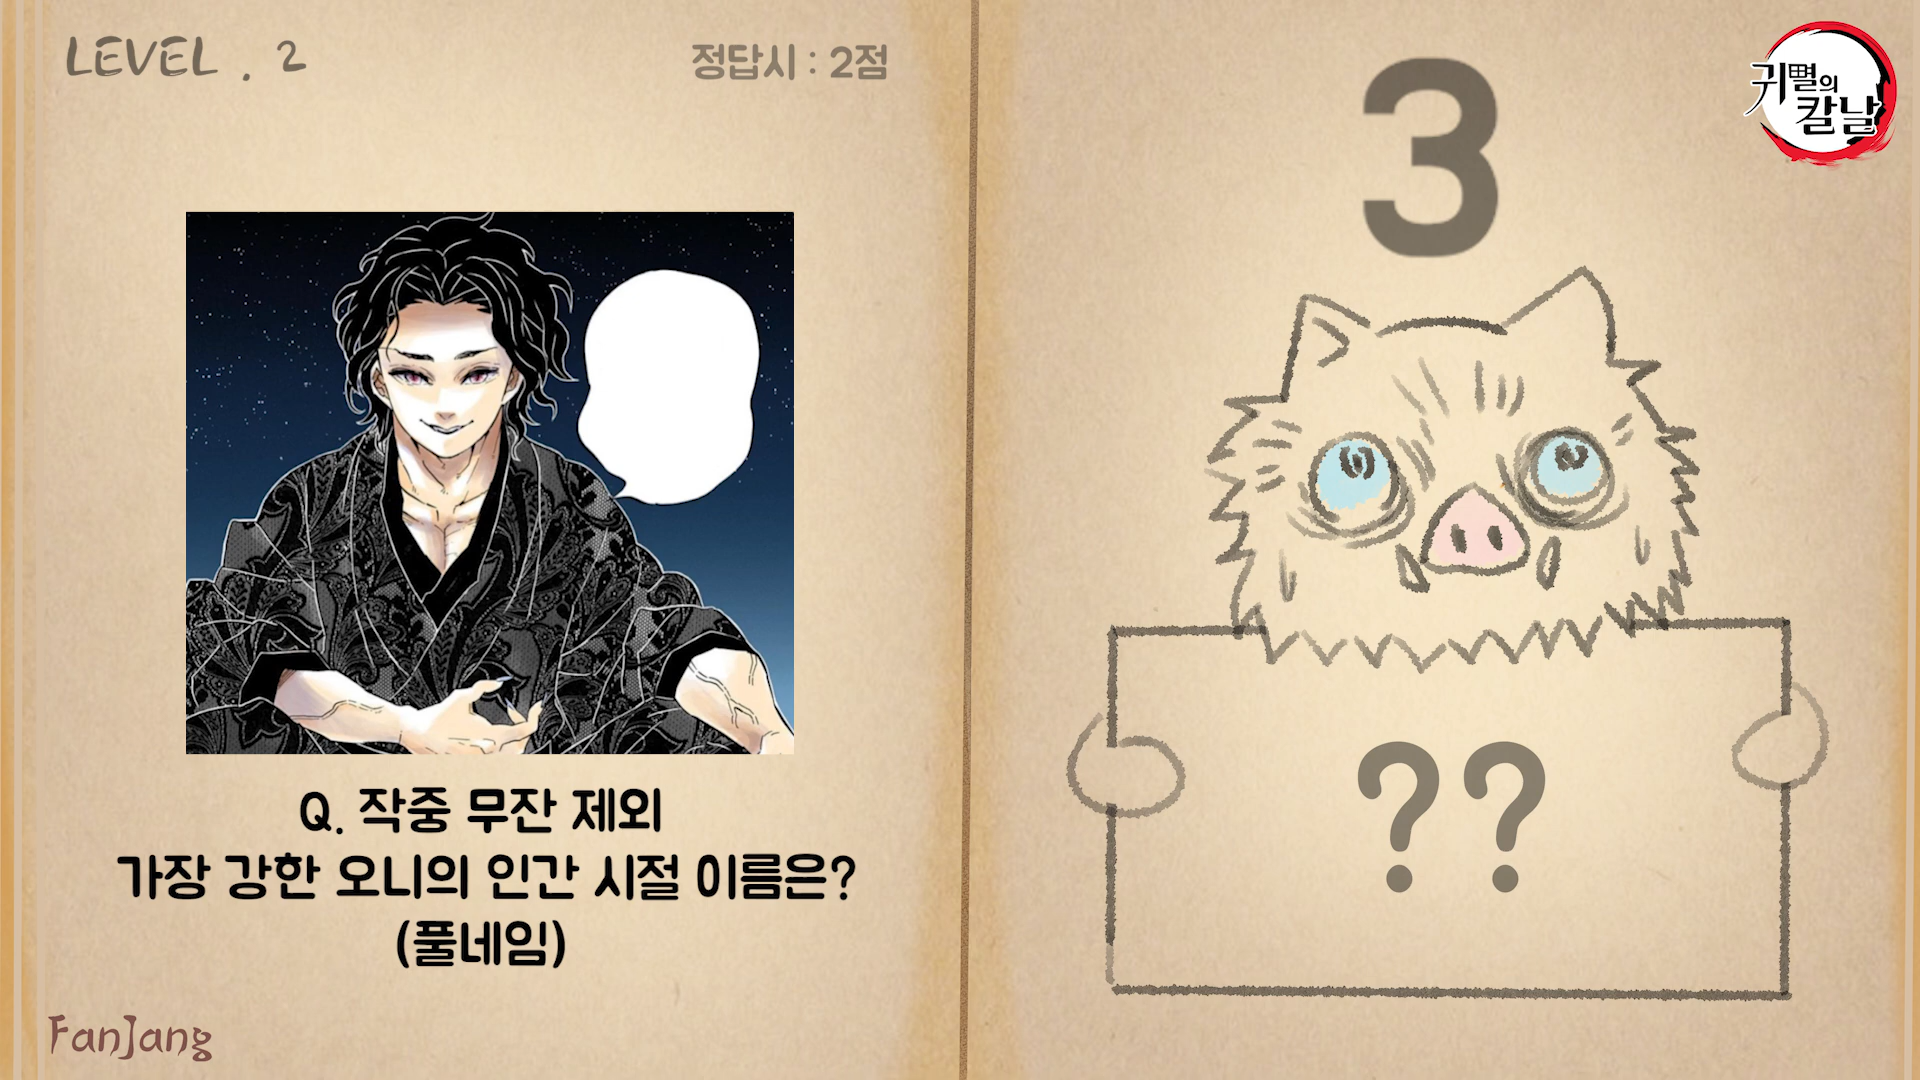 LEVEL . 2
정답시 : 2점
Q. 작중 무잔 제외
가장 강한 오니의 인간 시절 이름은?
(풀네임)
FanJang
3
귀멸의
칼날
??